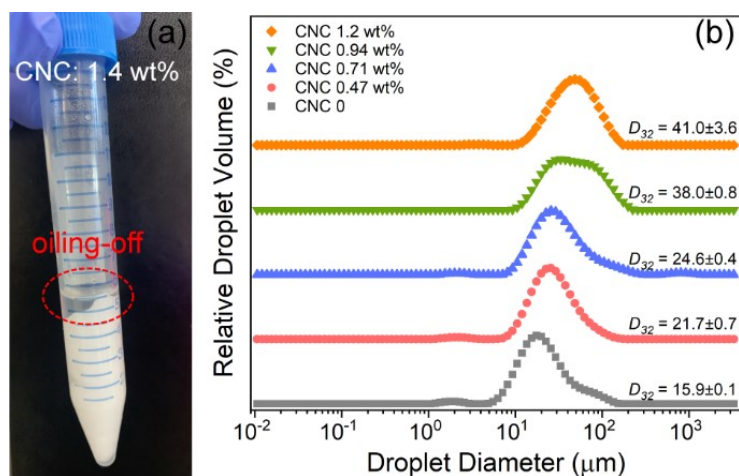 (a)
CNC: 1.4 wt%
oiling-off
(b)
CNC 1.2 wt%
CNC 0.94 wt%
CNC 0.71 wt%
CNC 0.47 wt%
CNC 0
D32 = 41.0±3.6
D32 = 38.0±0.8
D32 = 24.6±0.4
D32 = 21.7±0.7
D32 = 15.9±0.1
Relative Droplet Volume (%)
10⁻² 10⁻¹ 10⁰ 10¹ 10² 10³
Droplet Diameter (μm)